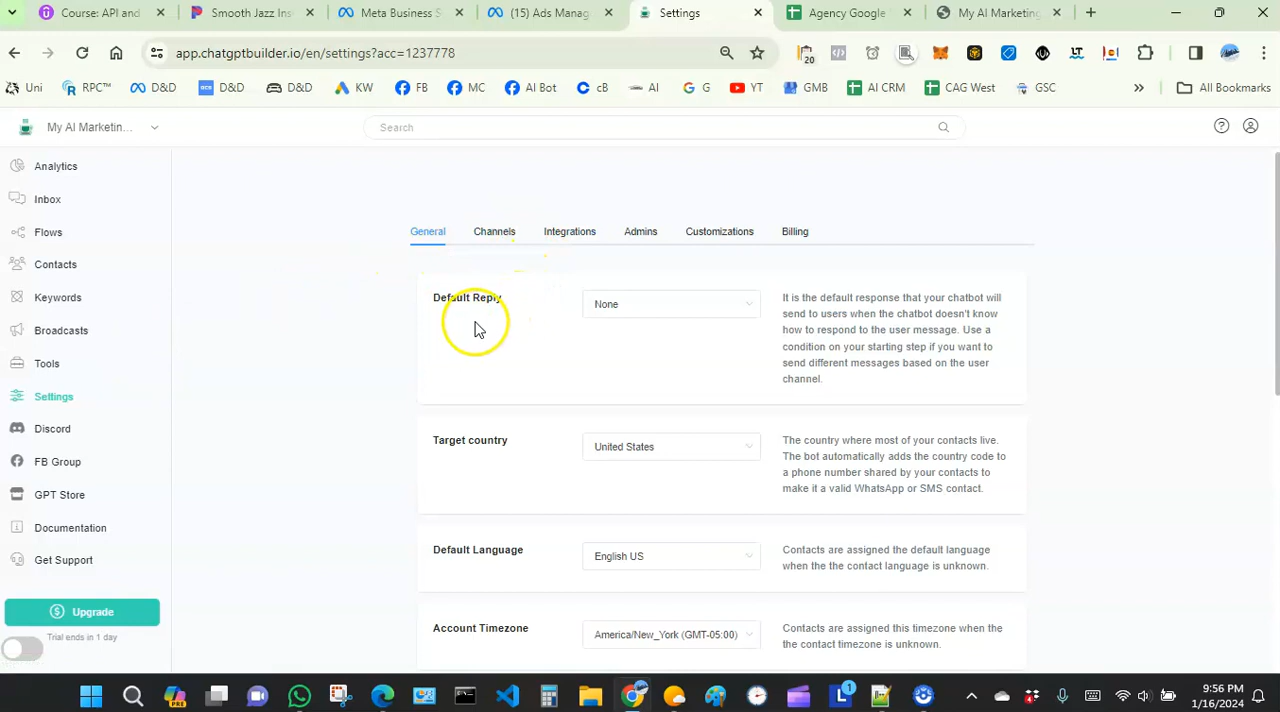 Course: API and
Smooth Jazz Ins
Meta Business S
(15) Ads Manag
Settings
Agency Google
My AI Marketing
app.chatgptbuilder.io/en/settings?acc=1237778
20
Uni
RPC™
D&D
D&D
D&D
KW
FB
MC
AI Bot
cB
AI
G
YT
GMB
AI CRM
CAG West
GSC
All Bookmarks
My AI Marketin...
Search
Analytics
Inbox
Flows
Contacts
Keywords
Broadcasts
Tools
Settings
Discord
FB Group
GPT Store
Documentation
Get Support
Upgrade
Trial ends in 1 day
General
Channels
Integrations
Admins
Customizations
Billing
Default Reply
None
It is the default response that your chatbot will
send to users when the chatbot doesn't know
how to respond to the user message. Use a
condition on your starting step if you want to
send different messages based on the user
channel.
Target country
United States
The country where most of your contacts live.
The bot automatically adds the country code to
a phone number shared by your contacts to
make it a valid WhatsApp or SMS contact.
Default Language
English US
Contacts are assigned the default language
when the the contact language is unknown.
Account Timezone
America/New_York (GMT-05:00)
Contacts are assigned this timezone when the
the contact timezone is unknown.
9:56 PM
1/16/2024